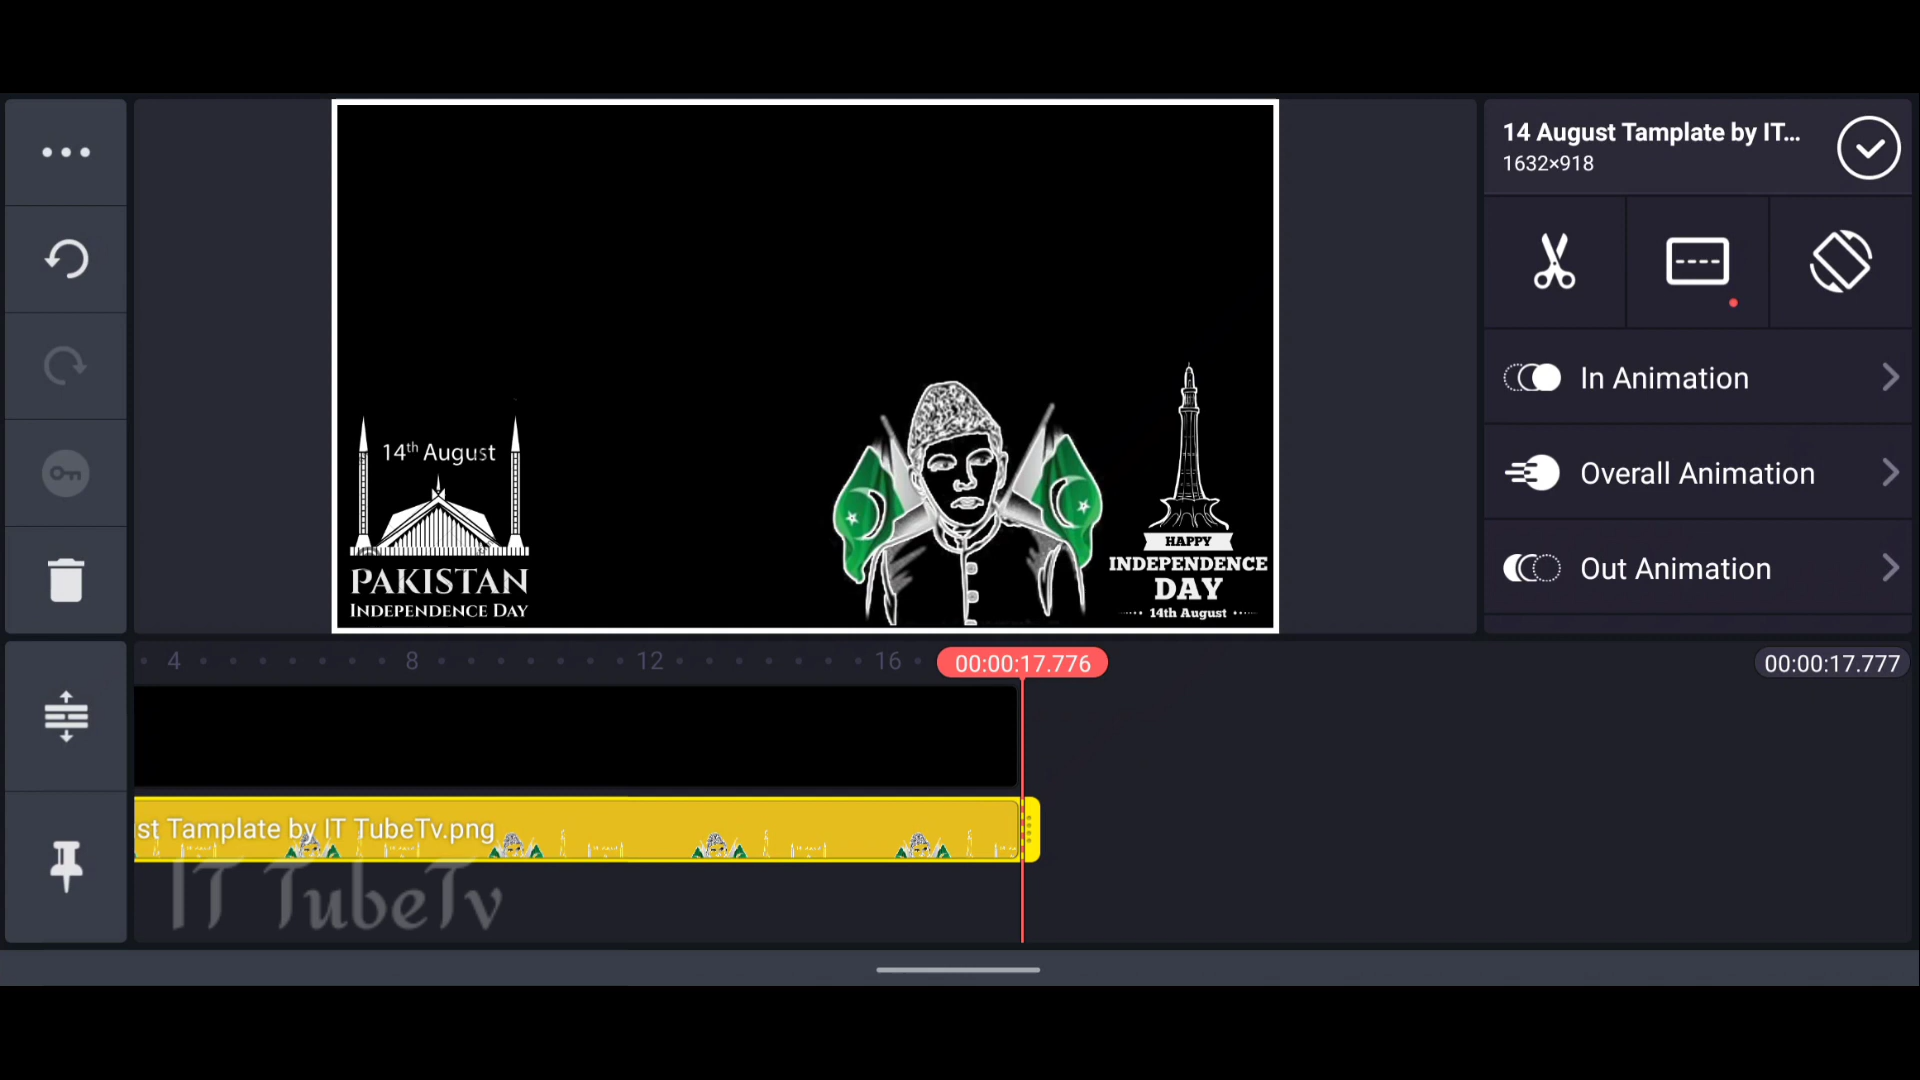 14 August Tamplate by IT...
1632×918
In Animation
Overall Animation
Out Animation
14th August
PAKISTAN
INDEPENDENCE DAY
HAPPY
INDEPENDENCE
DAY
14th August
4
8
12
16
00:00:17.776
00:00:17.777
st Tamplate by IT TubeTv.png
IT TubeTv